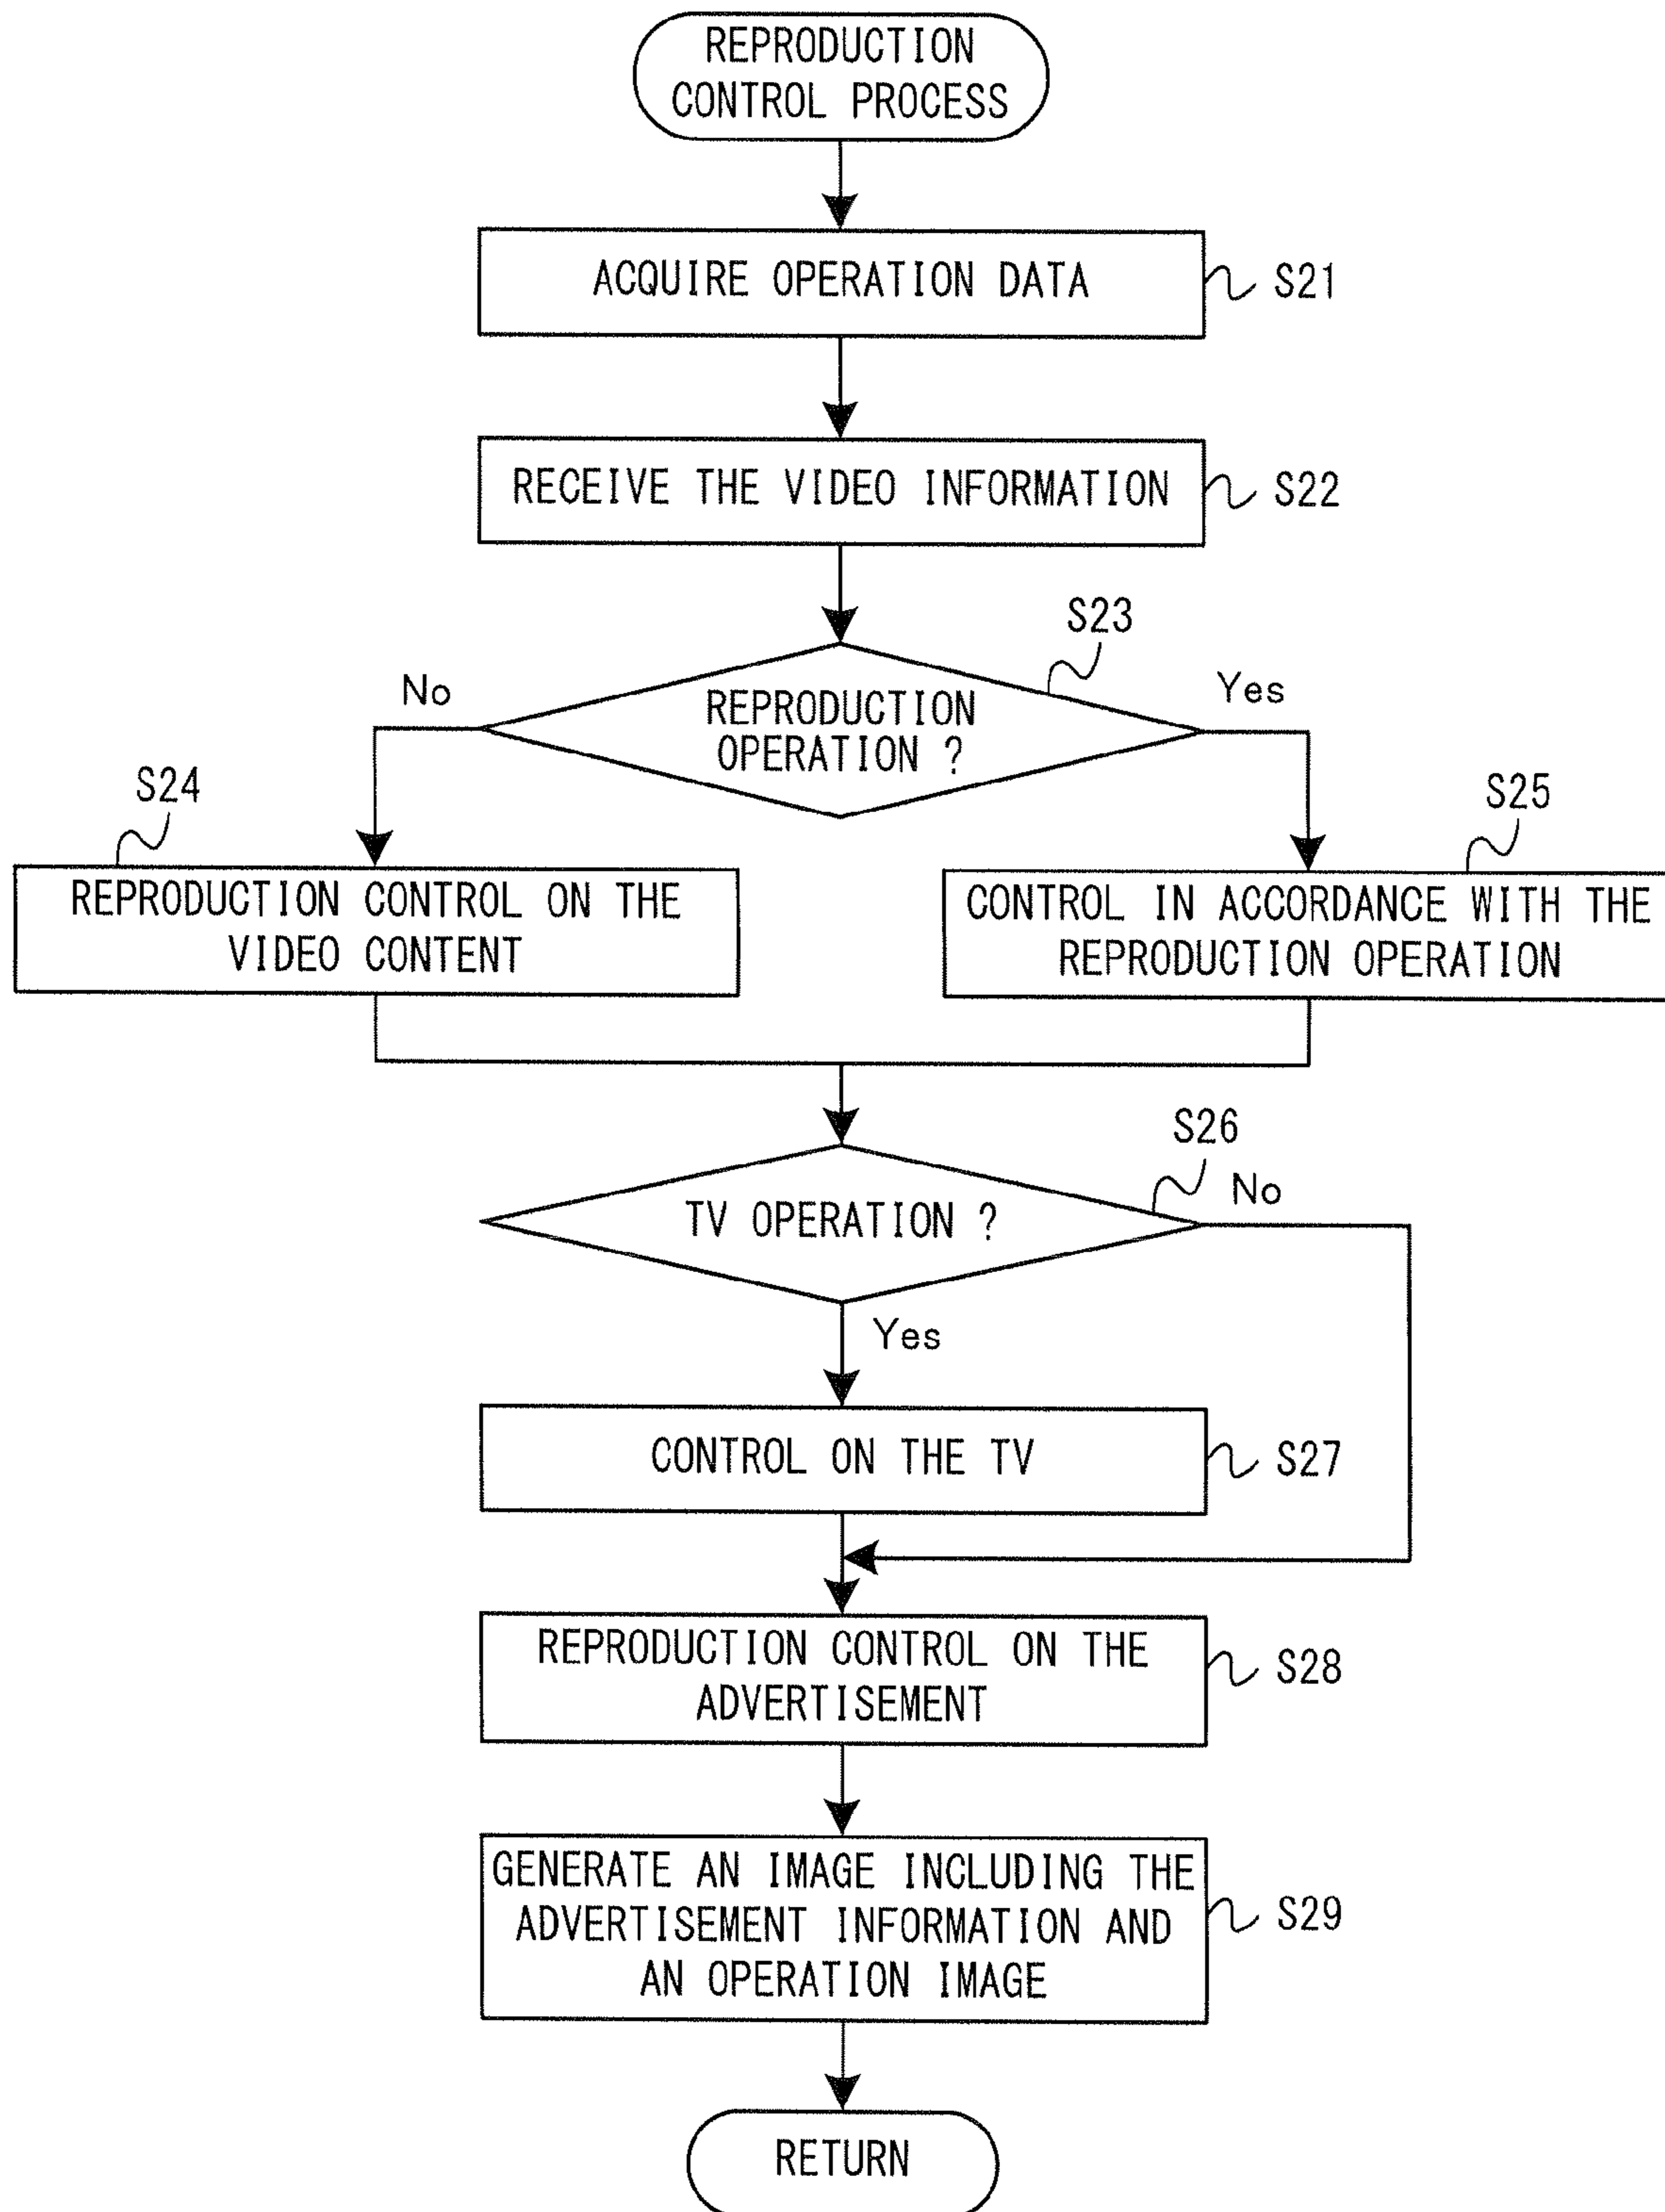 REPRODUCTION
CONTROL PROCESS
ACQUIRE OPERATION DATA
S21
RECEIVE THE VIDEO INFORMATION
S22
S23
No
Yes
REPRODUCTION
OPERATION ?
S24
S25
REPRODUCTION CONTROL ON THE
VIDEO CONTENT
CONTROL IN ACCORDANCE WITH THE
REPRODUCTION OPERATION
S26
No
TV OPERATION ?
Yes
CONTROL ON THE TV
S27
REPRODUCTION CONTROL ON THE
ADVERTISEMENT
S28
GENERATE AN IMAGE INCLUDING THE
ADVERTISEMENT INFORMATION AND
AN OPERATION IMAGE
S29
RETURN